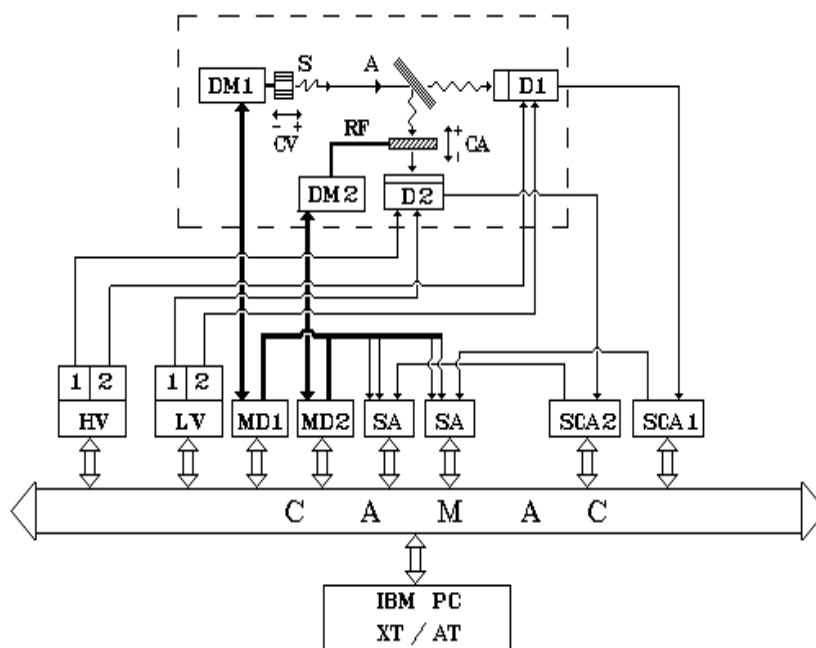 S A
DM1 D1
- +
CV
RF + CA
-
DM2 D2
1 2 1 2
HV LV MD1 MD2 SA SA SCA2 SCA1
C A M A C
IBM PC
XT / AT